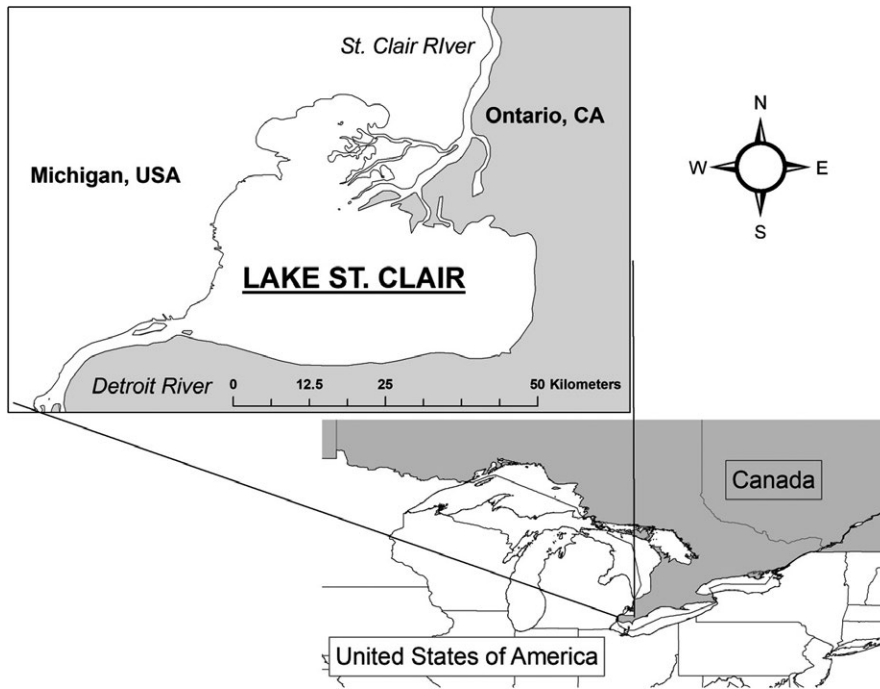 St. Clair RIver
Ontario, CA
Michigan, USA
LAKE ST. CLAIR
Detroit River
0 12.5 25 50 Kilometers
N
W E
S
Canada
United States of America